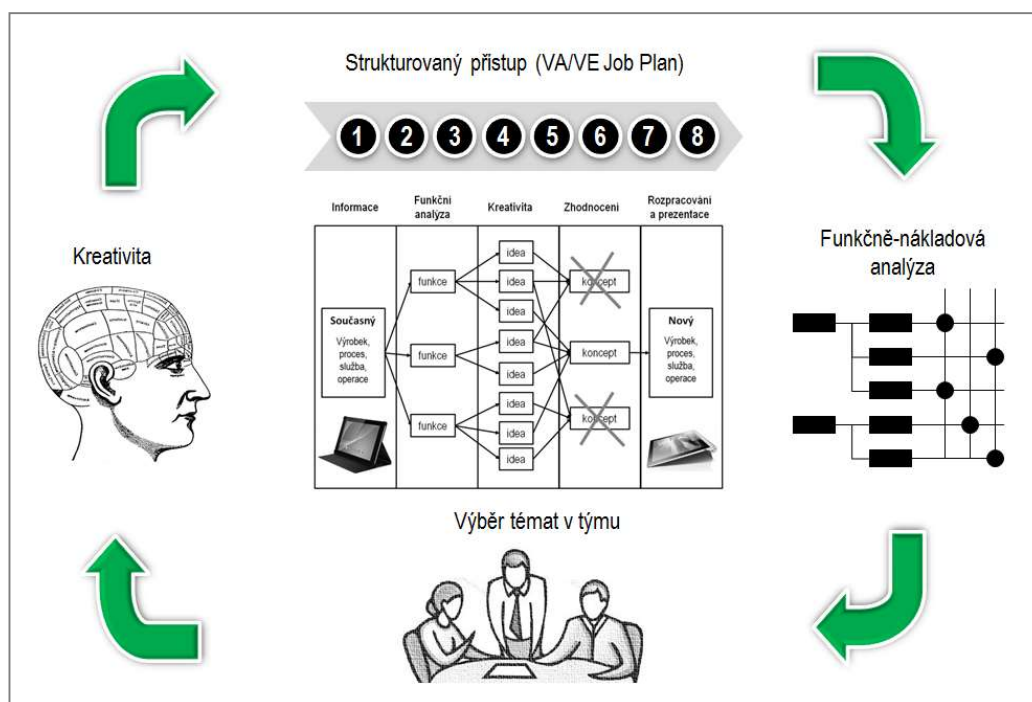 Strukturovaný přístup (VA/VE Job Plan)
1 2 3 4 5 6 7 8
Informace
Funkční
analýza
Kreativita
Zhodnocení
Rozpracování
a prezentace
Současný
Výrobek,
proces,
služba,
operace
funkce
funkce
funkce
idea
idea
idea
idea
idea
idea
idea
idea
koncept
koncept
koncept
Nový
Výrobek,
proces,
služba,
operace
Funkčně-nákladová
analýza
Výběr témat v týmu
Kreativita